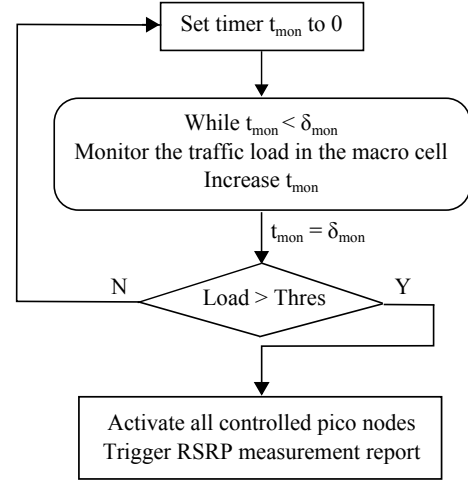 Set timer t_mon to 0
While t_mon < δ_mon
Monitor the traffic load in the macro cell
Increase t_mon
t_mon = δ_mon
N
Load > Thres
Y
Activate all controlled pico nodes
Trigger RSRP measurement report